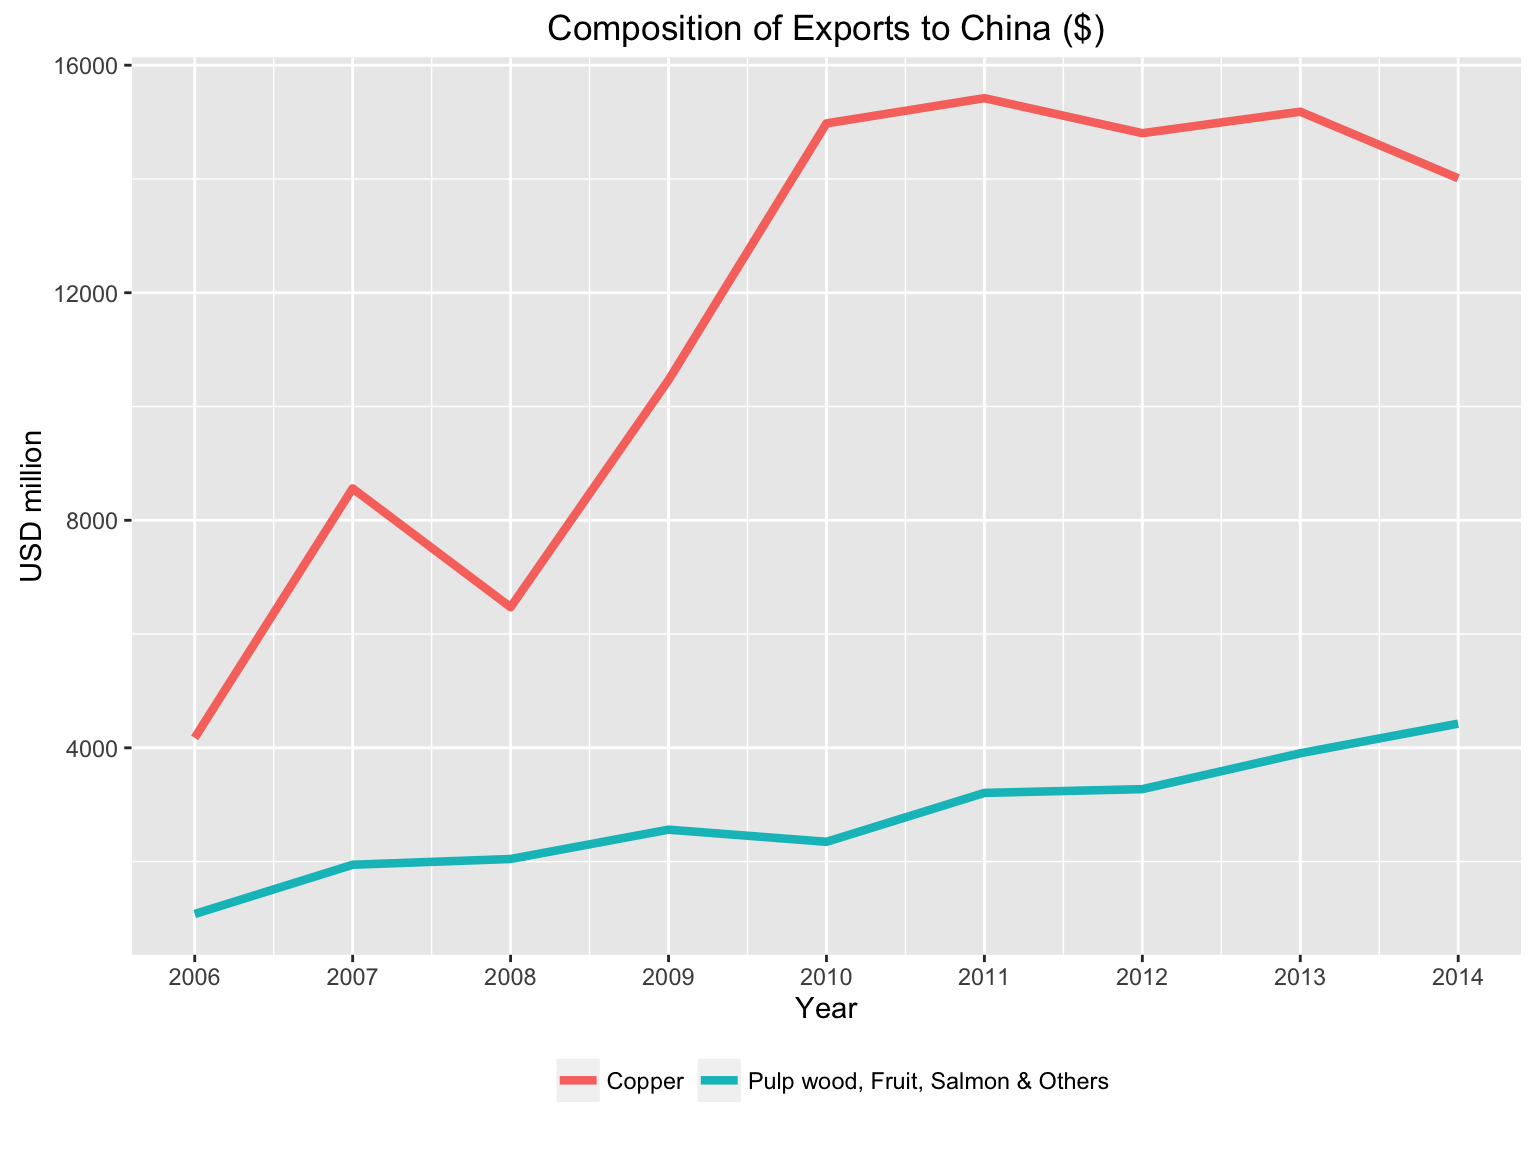 Composition of Exports to China ($)
16000
12000
8000
4000
USD million
2006 2007 2008 2009 2010 2011 2012 2013 2014
Year
Copper Pulp wood, Fruit, Salmon & Others